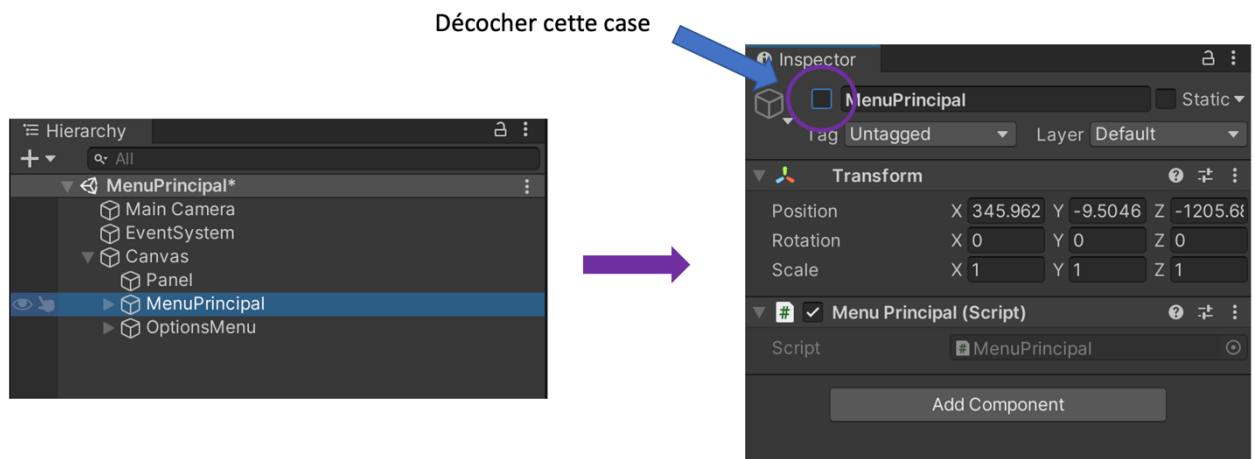 Décocher cette case
Hierarchy
All
MenuPrincipal*
Main Camera
EventSystem
Canvas
Panel
MenuPrincipal
OptionsMenu
Inspector
MenuPrincipal Static
Tag Untagged Layer Default
Transform
Position X 345.962 Y -9.5046 Z -1205.68
Rotation X 0 Y 0 Z 0
Scale X 1 Y 1 Z 1
# Menu Principal (Script)
Script # MenuPrincipal
Add Component